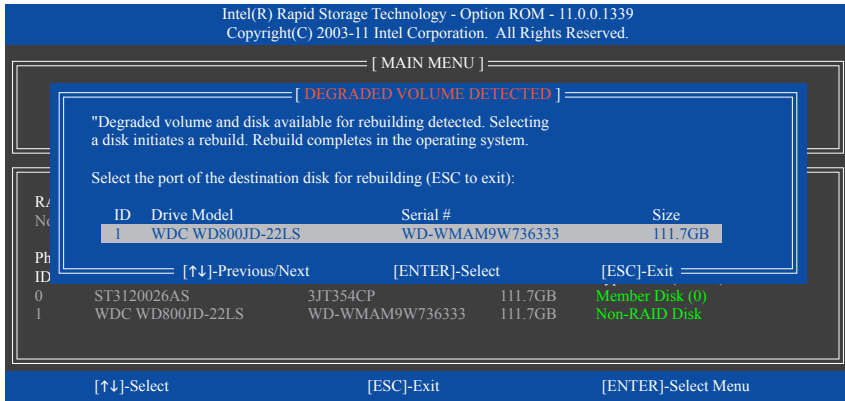 Intel(R) Rapid Storage Technology - Option ROM - 11.0.0.1339
Copyright(C) 2003-11 Intel Corporation. All Rights Reserved.
[ MAIN MENU ]
[ DEGRADED VOLUME DETECTED ]
"Degraded volume and disk available for rebuilding detected. Selecting
a disk initiates a rebuild. Rebuild completes in the operating system.
Select the port of the destination disk for rebuilding (ESC to exit):
ID Drive Model Serial # Size
1 WDC WD800JD-22LS WD-WMAM9W736333 111.7GB
[↑↓]-Previous/Next [ENTER]-Select [ESC]-Exit
ID
0 ST3120026AS 3JT354CP 111.7GB Member Disk (0)
1 WDC WD800JD-22LS WD-WMAM9W736333 111.7GB Non-RAID Disk
[↑↓]-Select [ESC]-Exit [ENTER]-Select Menu